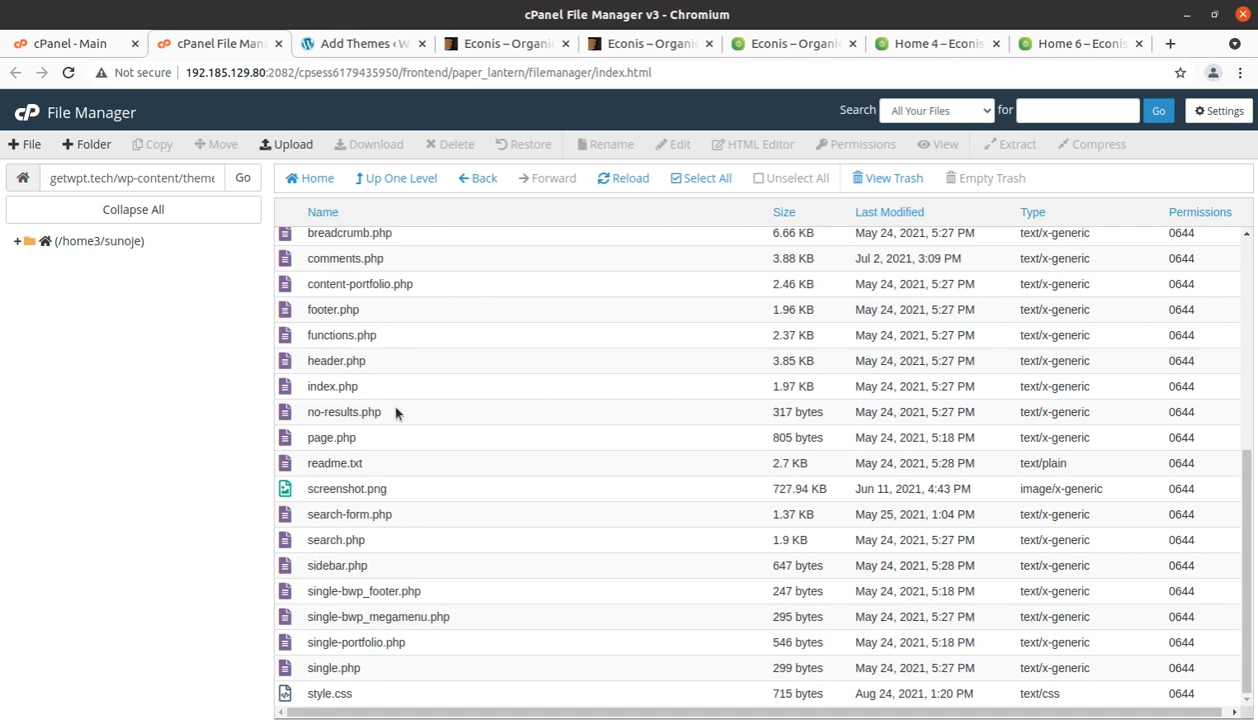 cPanel File Manager v3 - Chromium
cPanel - Main
cPanel File Man
Add Themes ‹ W
Econis – Organi
Econis – Organi
Econis – Organi
Home 4 – Econis
Home 6 – Econis
Not secure
192.185.129.80:2082/cpsess6179435950/frontend/paper_lantern/filemanager/index.html
cP File Manager
Search All Your Files for Go Settings
File Folder Copy Move Upload Download Delete Restore Rename Edit HTML Editor Permissions View Extract Compress
getwpt.tech/wp-content/theme Go
Home Up One Level Back Forward Reload Select All Unselect All View Trash Empty Trash
Collapse All
+ (/home3/sunoje)
Name Size Last Modified Type Permissions
breadcrumb.php 6.66 KB May 24, 2021, 5:27 PM text/x-generic 0644
comments.php 3.88 KB Jul 2, 2021, 3:09 PM text/x-generic 0644
content-portfolio.php 2.46 KB May 24, 2021, 5:27 PM text/x-generic 0644
footer.php 1.96 KB May 24, 2021, 5:27 PM text/x-generic 0644
functions.php 2.37 KB May 24, 2021, 5:27 PM text/x-generic 0644
header.php 3.85 KB May 24, 2021, 5:27 PM text/x-generic 0644
index.php 1.97 KB May 24, 2021, 5:27 PM text/x-generic 0644
no-results.php 317 bytes May 24, 2021, 5:27 PM text/x-generic 0644
page.php 805 bytes May 24, 2021, 5:18 PM text/x-generic 0644
readme.txt 2.7 KB May 24, 2021, 5:28 PM text/plain 0644
screenshot.png 727.94 KB Jun 11, 2021, 4:43 PM image/x-generic 0644
search-form.php 1.37 KB May 25, 2021, 1:04 PM text/x-generic 0644
search.php 1.9 KB May 24, 2021, 5:27 PM text/x-generic 0644
sidebar.php 647 bytes May 24, 2021, 5:28 PM text/x-generic 0644
single-bwp_footer.php 247 bytes May 24, 2021, 5:18 PM text/x-generic 0644
single-bwp_megamenu.php 295 bytes May 24, 2021, 5:27 PM text/x-generic 0644
single-portfolio.php 546 bytes May 24, 2021, 5:18 PM text/x-generic 0644
single.php 299 bytes May 24, 2021, 5:27 PM text/x-generic 0644
style.css 715 bytes Aug 24, 2021, 1:20 PM text/css 0644